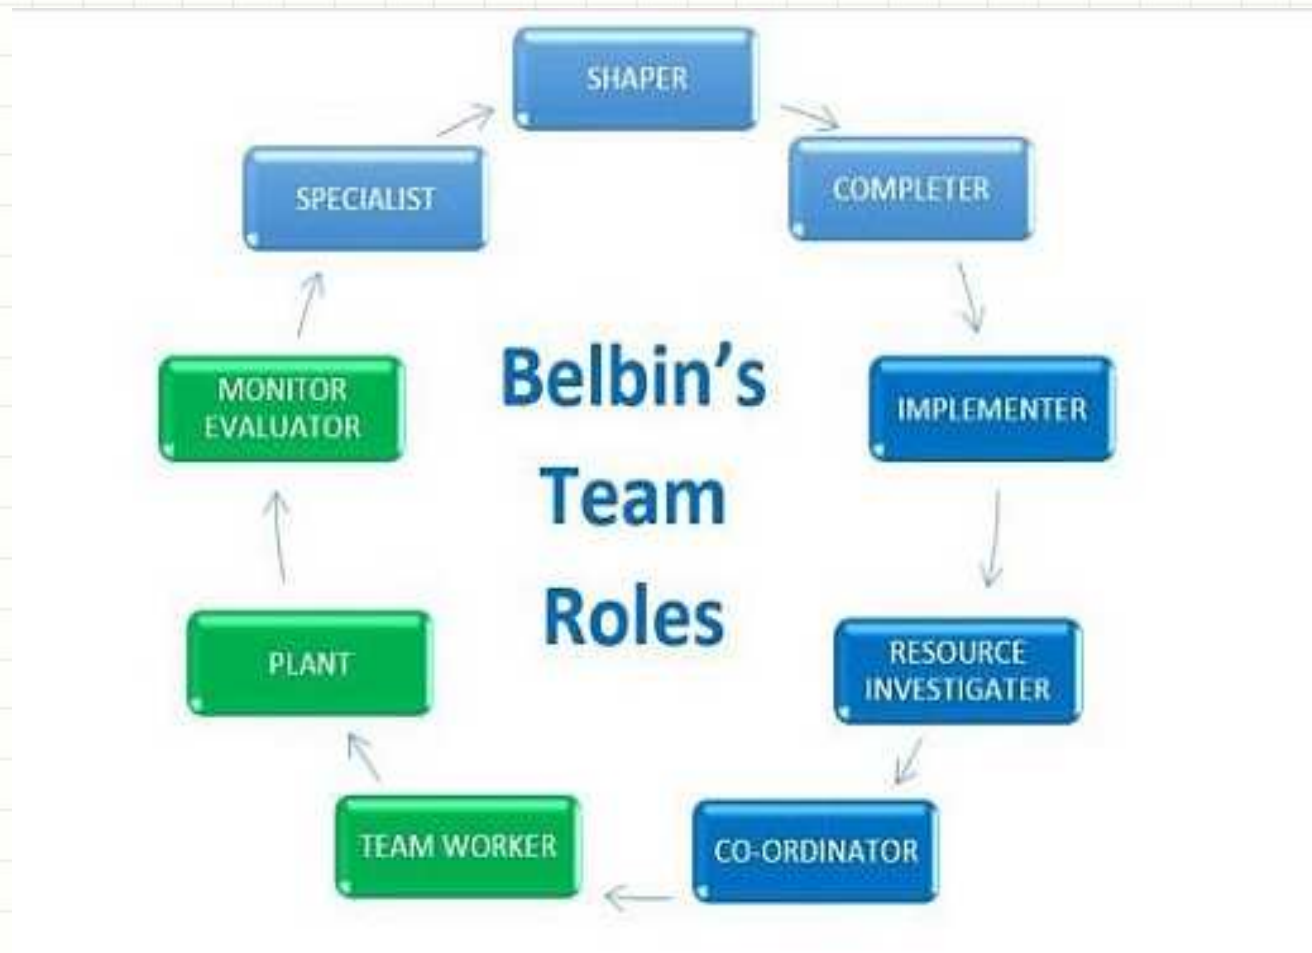 SHAPER
COMPLETER
IMPLEMENTER
RESOURCE
INVESTIGATER
CO-ORDINATOR
TEAM WORKER
PLANT
MONITOR
EVALUATOR
SPECIALIST
Belbin’s
Team
Roles